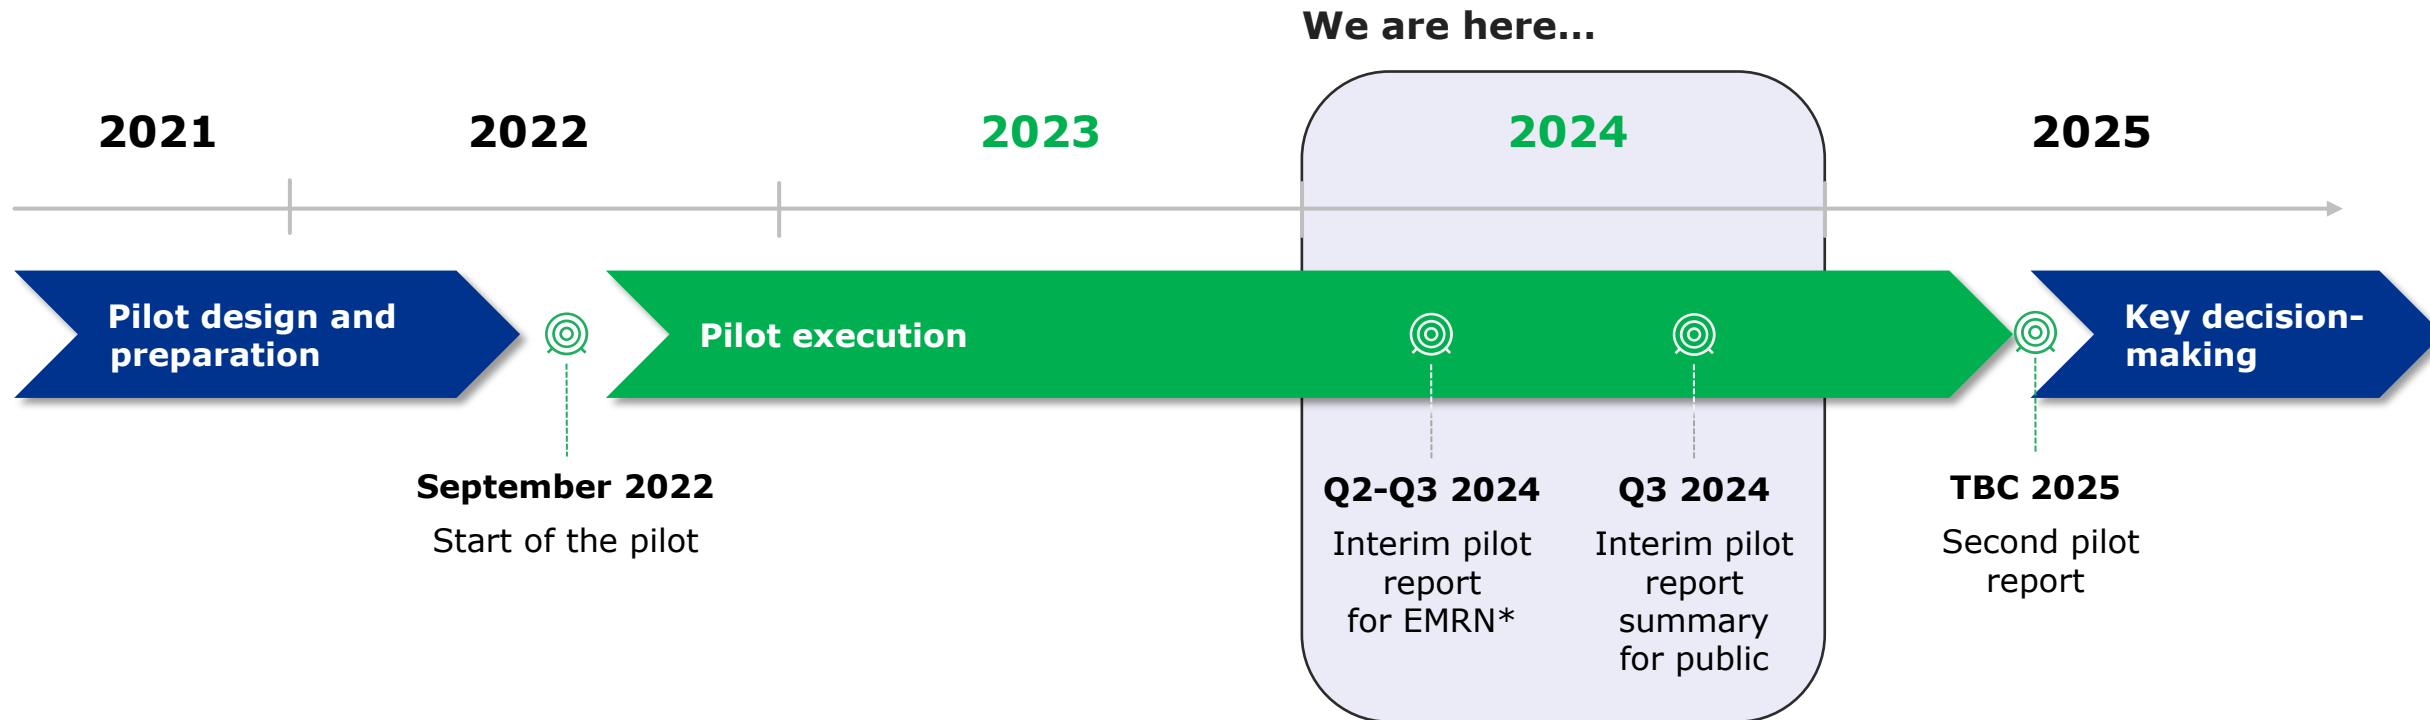 We are here...
2021
2022
2023
2024
2025
Pilot design and
preparation
Pilot execution
Key decision-
making
September 2022
Start of the pilot
Q2-Q3 2024
Interim pilot
report
for EMRN*
Q3 2024
Interim pilot
report
summary
for public
TBC 2025
Second pilot
report